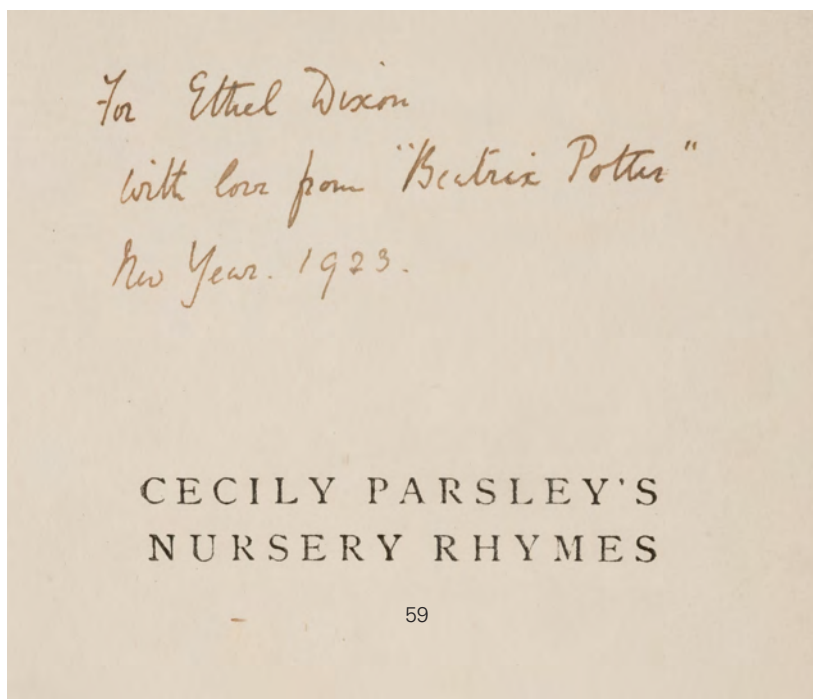 For Ethel Dixon
with love from "Beatrix Potter"
New Year. 1923.
CECILY PARSLEY'S
NURSERY RHYMES
59